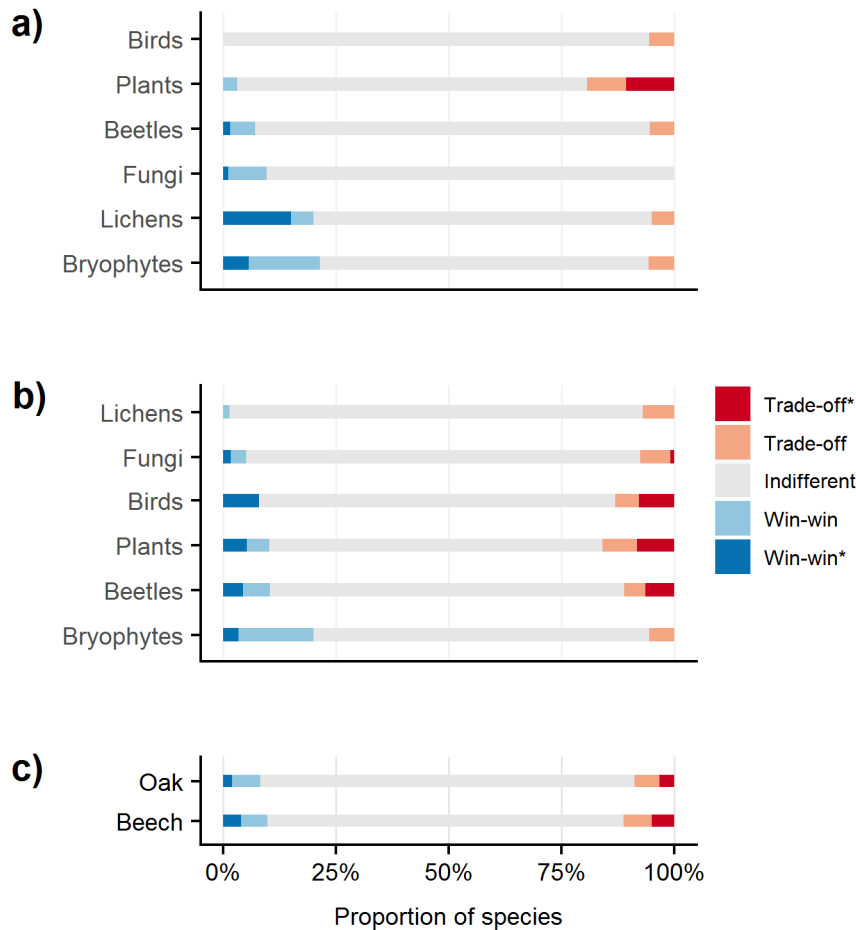 a)
Birds
Plants
Beetles
Fungi
Lichens
Bryophytes
b)
Lichens
Fungi
Birds
Plants
Beetles
Bryophytes
Trade-off*
Trade-off
Indifferent
Win-win
Win-win*
c)
Oak
Beech
0% 25% 50% 75% 100%
Proportion of species